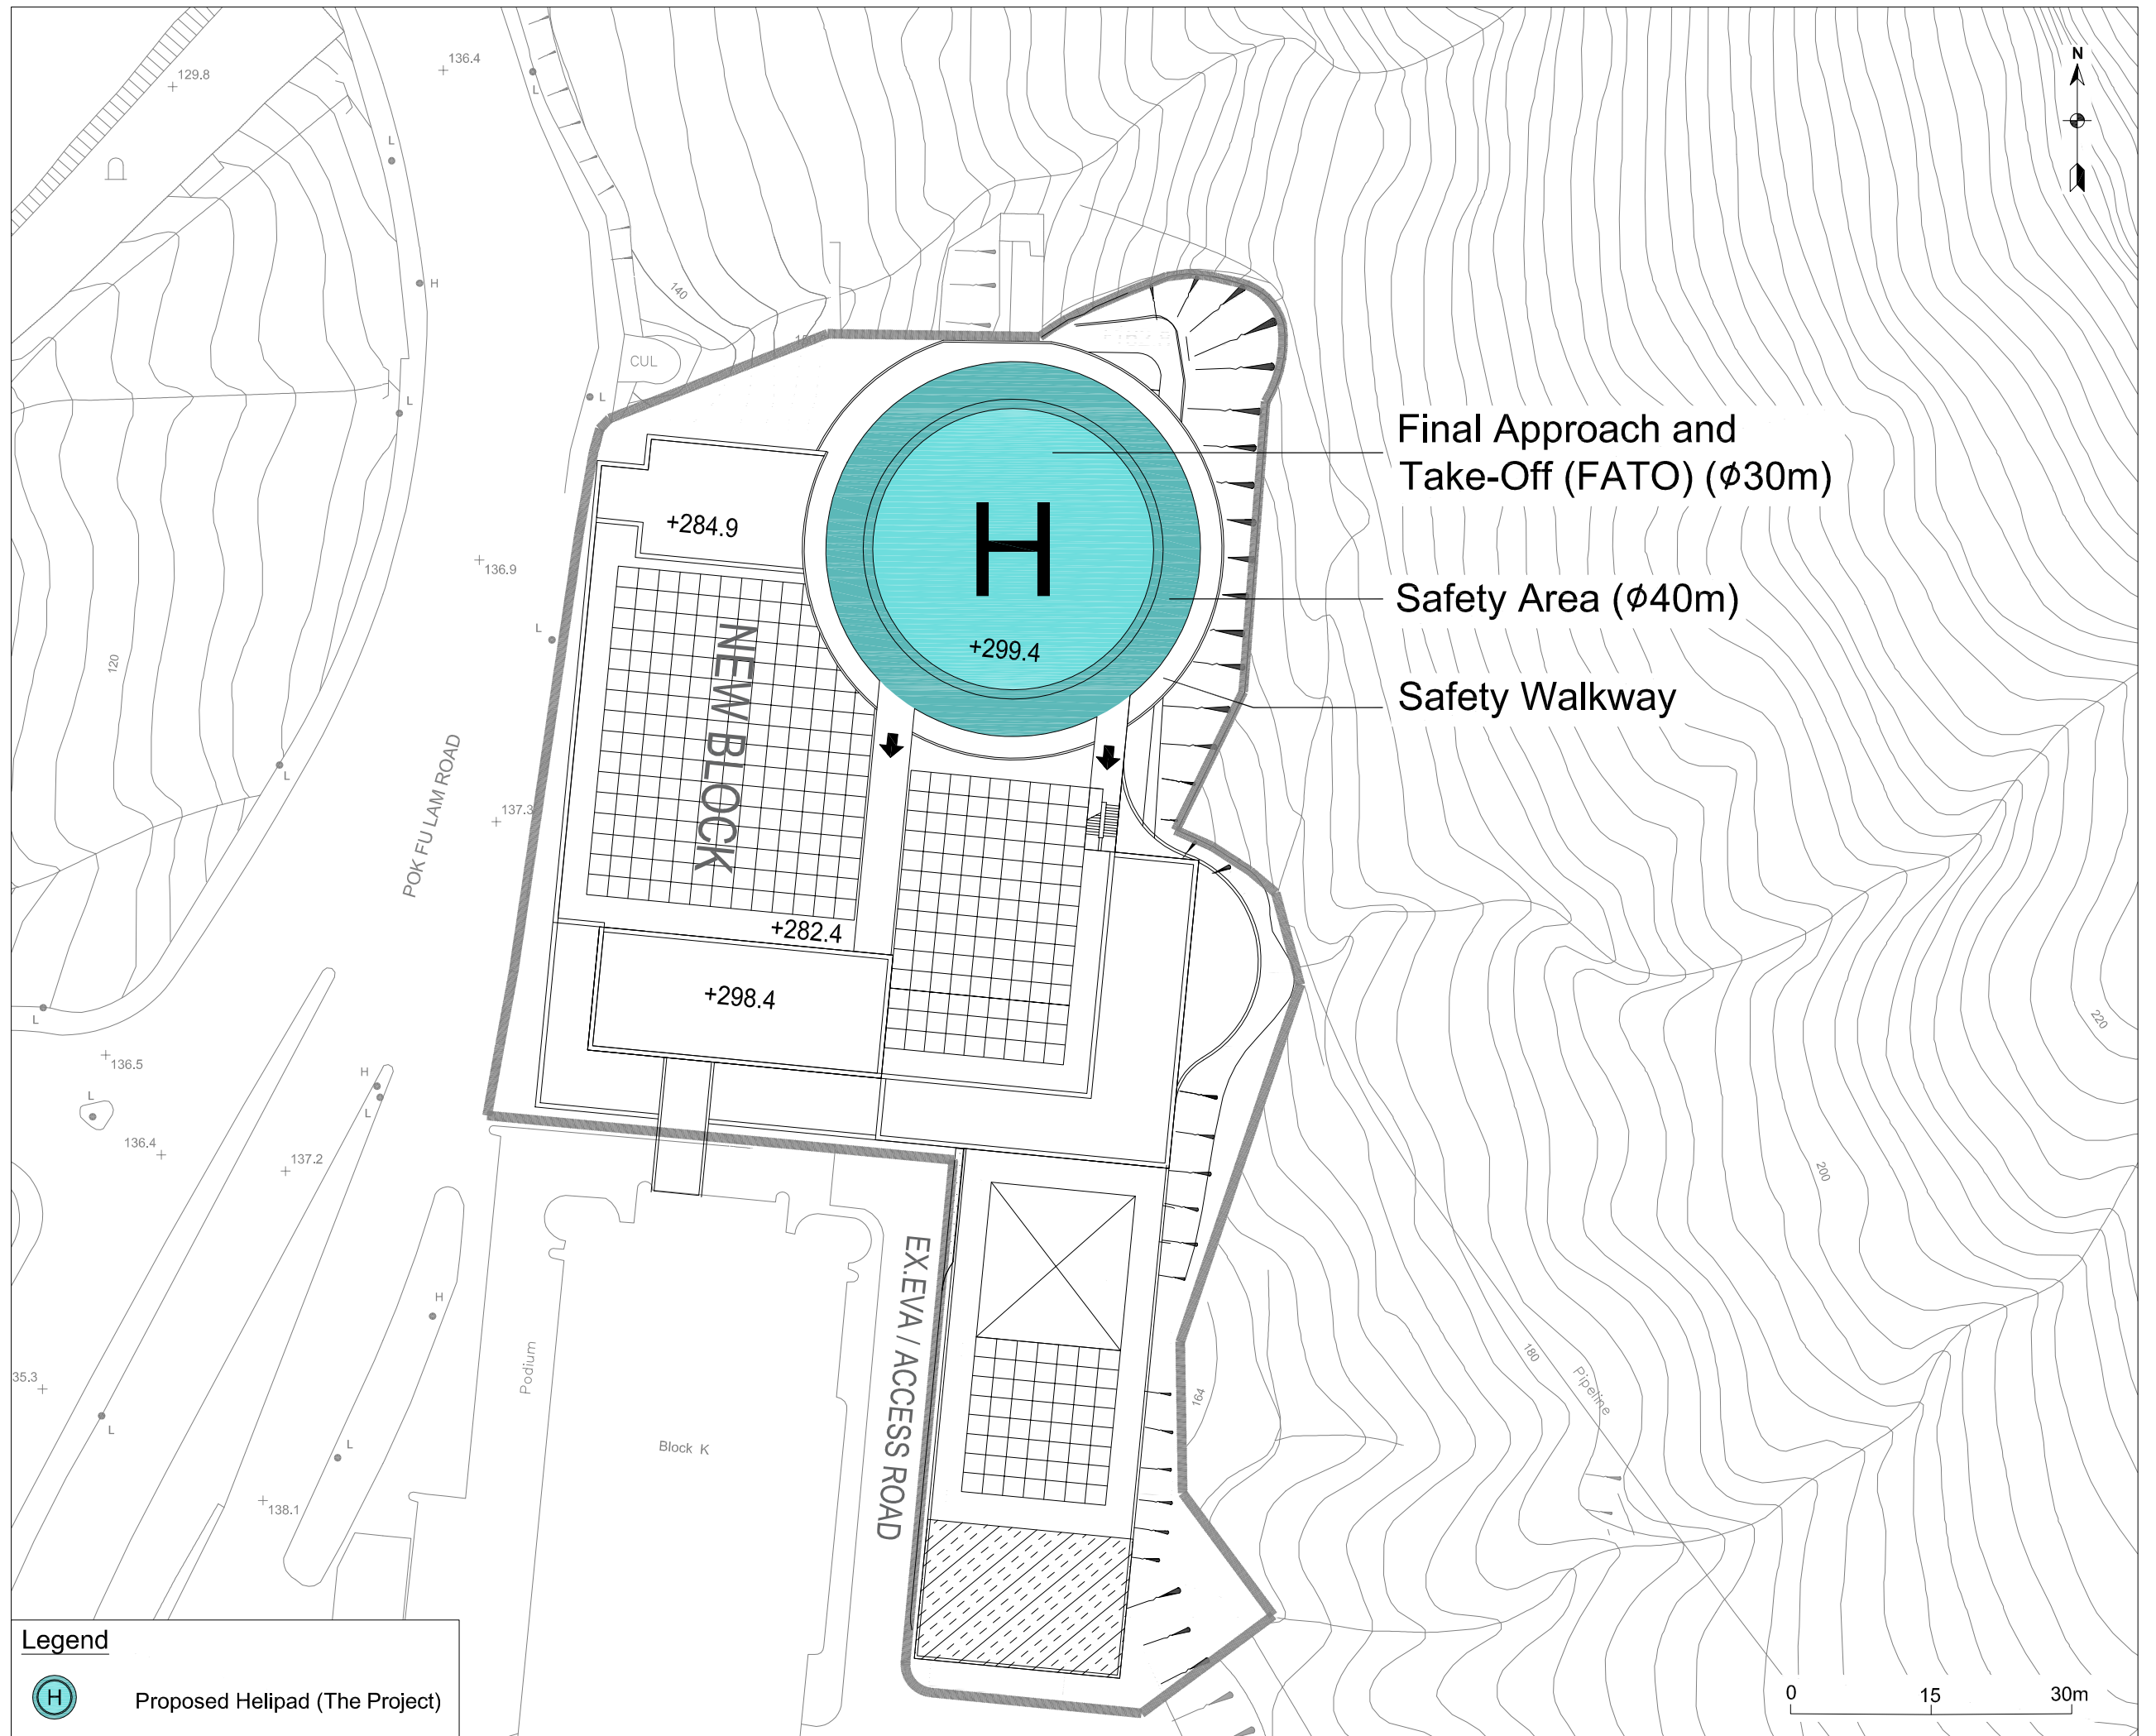 129.8
136.4
L
L
N
H
140
CUL
L
L
Final Approach and
Take-Off (FATO) (φ30m)
+284.9
H
136.9
Safety Area (φ40m)
L
+299.4
120
NEW BLOCK
Safety Walkway
L
POK FU LAM ROAD
137.3
+282.4
+298.4
L
220
136.5
H
L
L
136.4
137.2
200
H
EX.EVA / ACCESS ROAD
Podium
180
35.3
Pipeline
164
L
L
Block K
138.1
Legend
H
Proposed Helipad (The Project)
0 15 30m